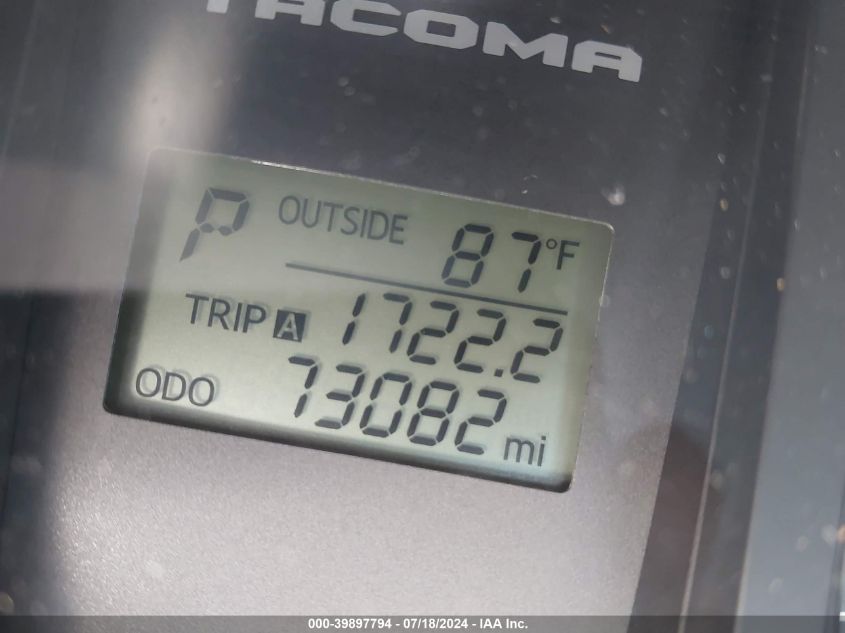 TACOMA
P OUTSIDE 87°F
TRIP A 1722.2
ODO 73082 mi
000-39897794 - 07/18/2024 - IAA Inc.